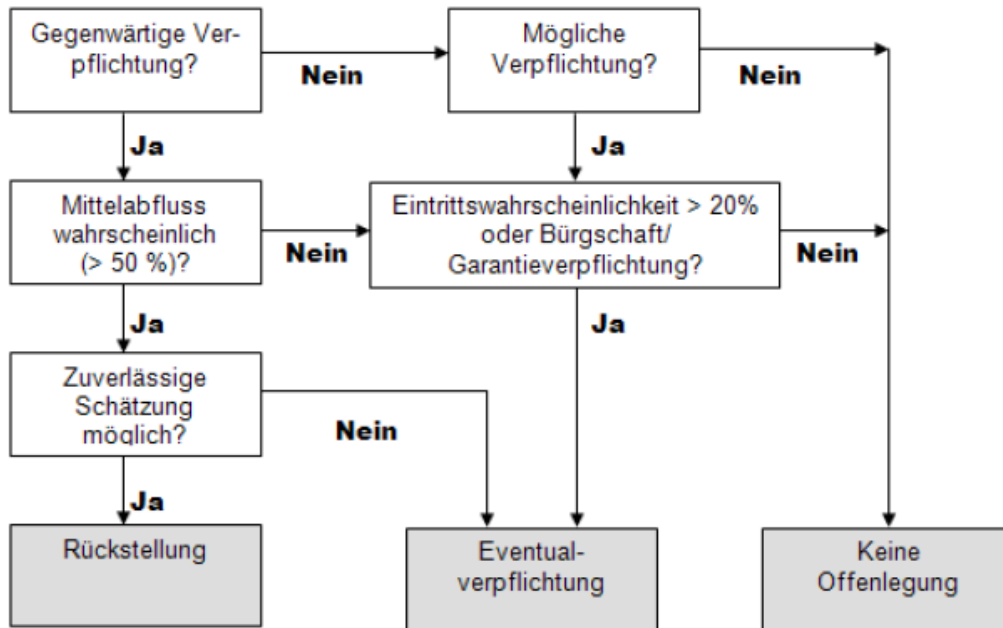 Gegenwärtige Ver-
pflichtung?
Nein
Mögliche
Verpflichtung?
Nein
Ja
Ja
Mittelabfluss
wahrscheinlich
(> 50 %)?
Nein
Eintrittswahrscheinlichkeit > 20%
oder Bürgschaft/
Garantieverpflichtung?
Nein
Ja
Ja
Zuverlässige
Schätzung
möglich?
Nein
Ja
Rückstellung
Eventual-
verpflichtung
Keine
Offenlegung